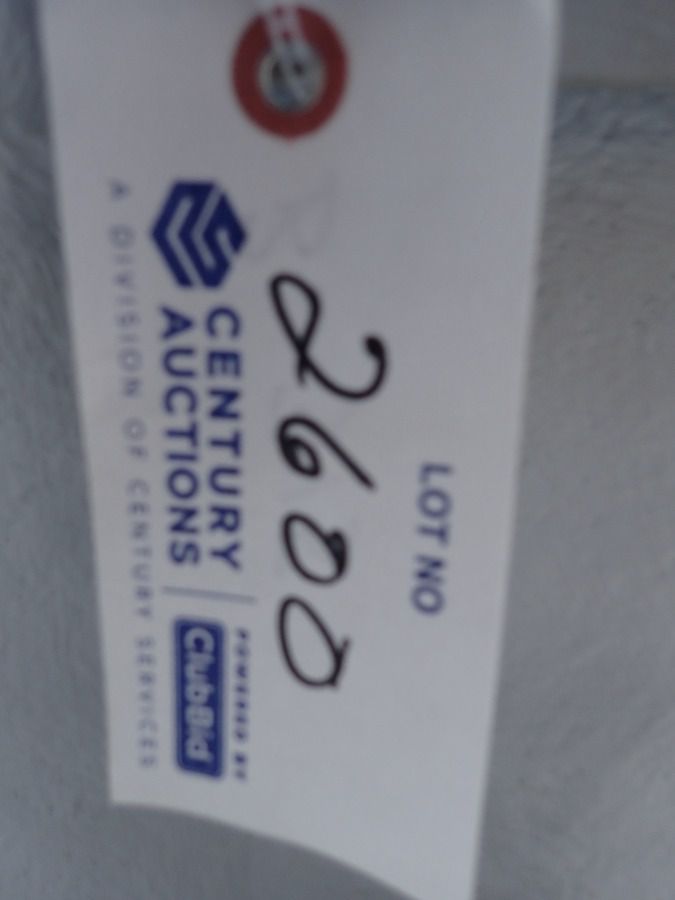 LOT NO
2600
CENTURY
AUCTIONS
POWERED BY
ClubBid
A DIVISION OF CENTURY SERVICES